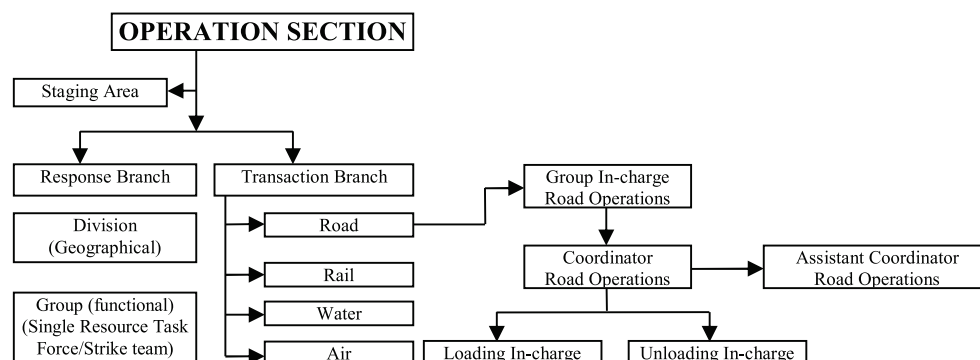 OPERATION SECTION
Staging Area
Response Branch
Transaction Branch
Group In-charge
Road Operations
Division
(Geographical)
Road
Coordinator
Road Operations
Assistant Coordinator
Road Operations
Rail
Group (functional)
(Single Resource Task
Force/Strike team)
Water
Air
Loading In-charge
Unloading In-charge